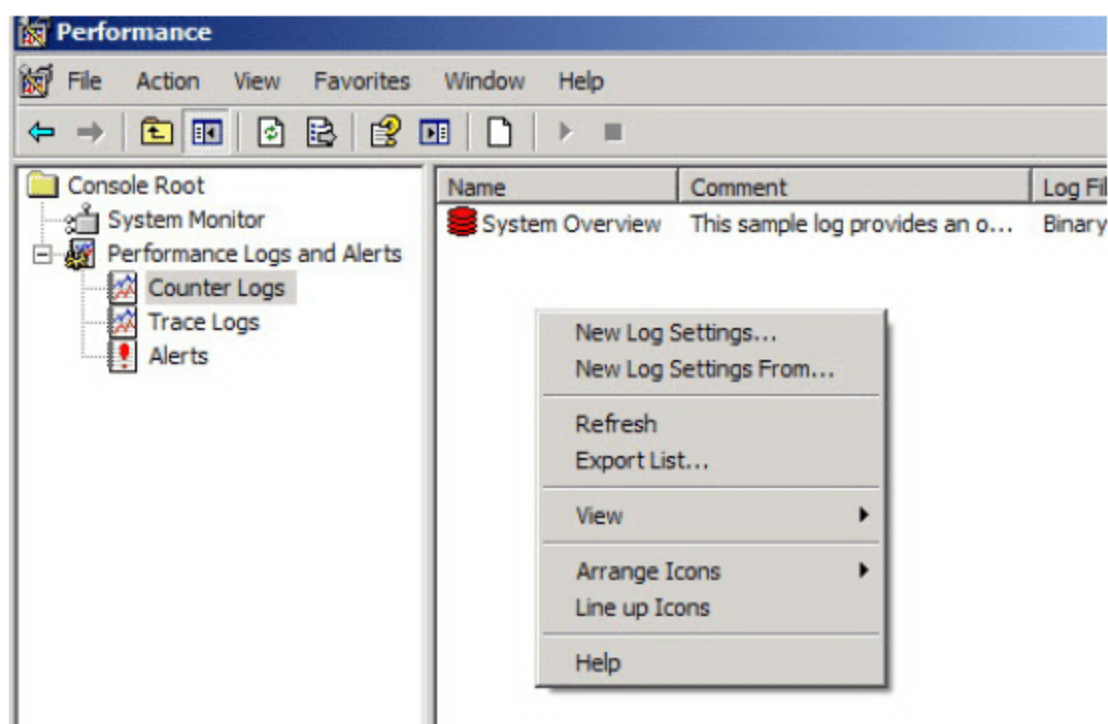 Performance
File Action View Favorites Window Help
Console Root
System Monitor
Performance Logs and Alerts
Counter Logs
Trace Logs
Alerts
Name Comment Log Fil
System Overview This sample log provides an o... Binary
New Log Settings...
New Log Settings From...
Refresh
Export List...
View
Arrange Icons
Line up Icons
Help